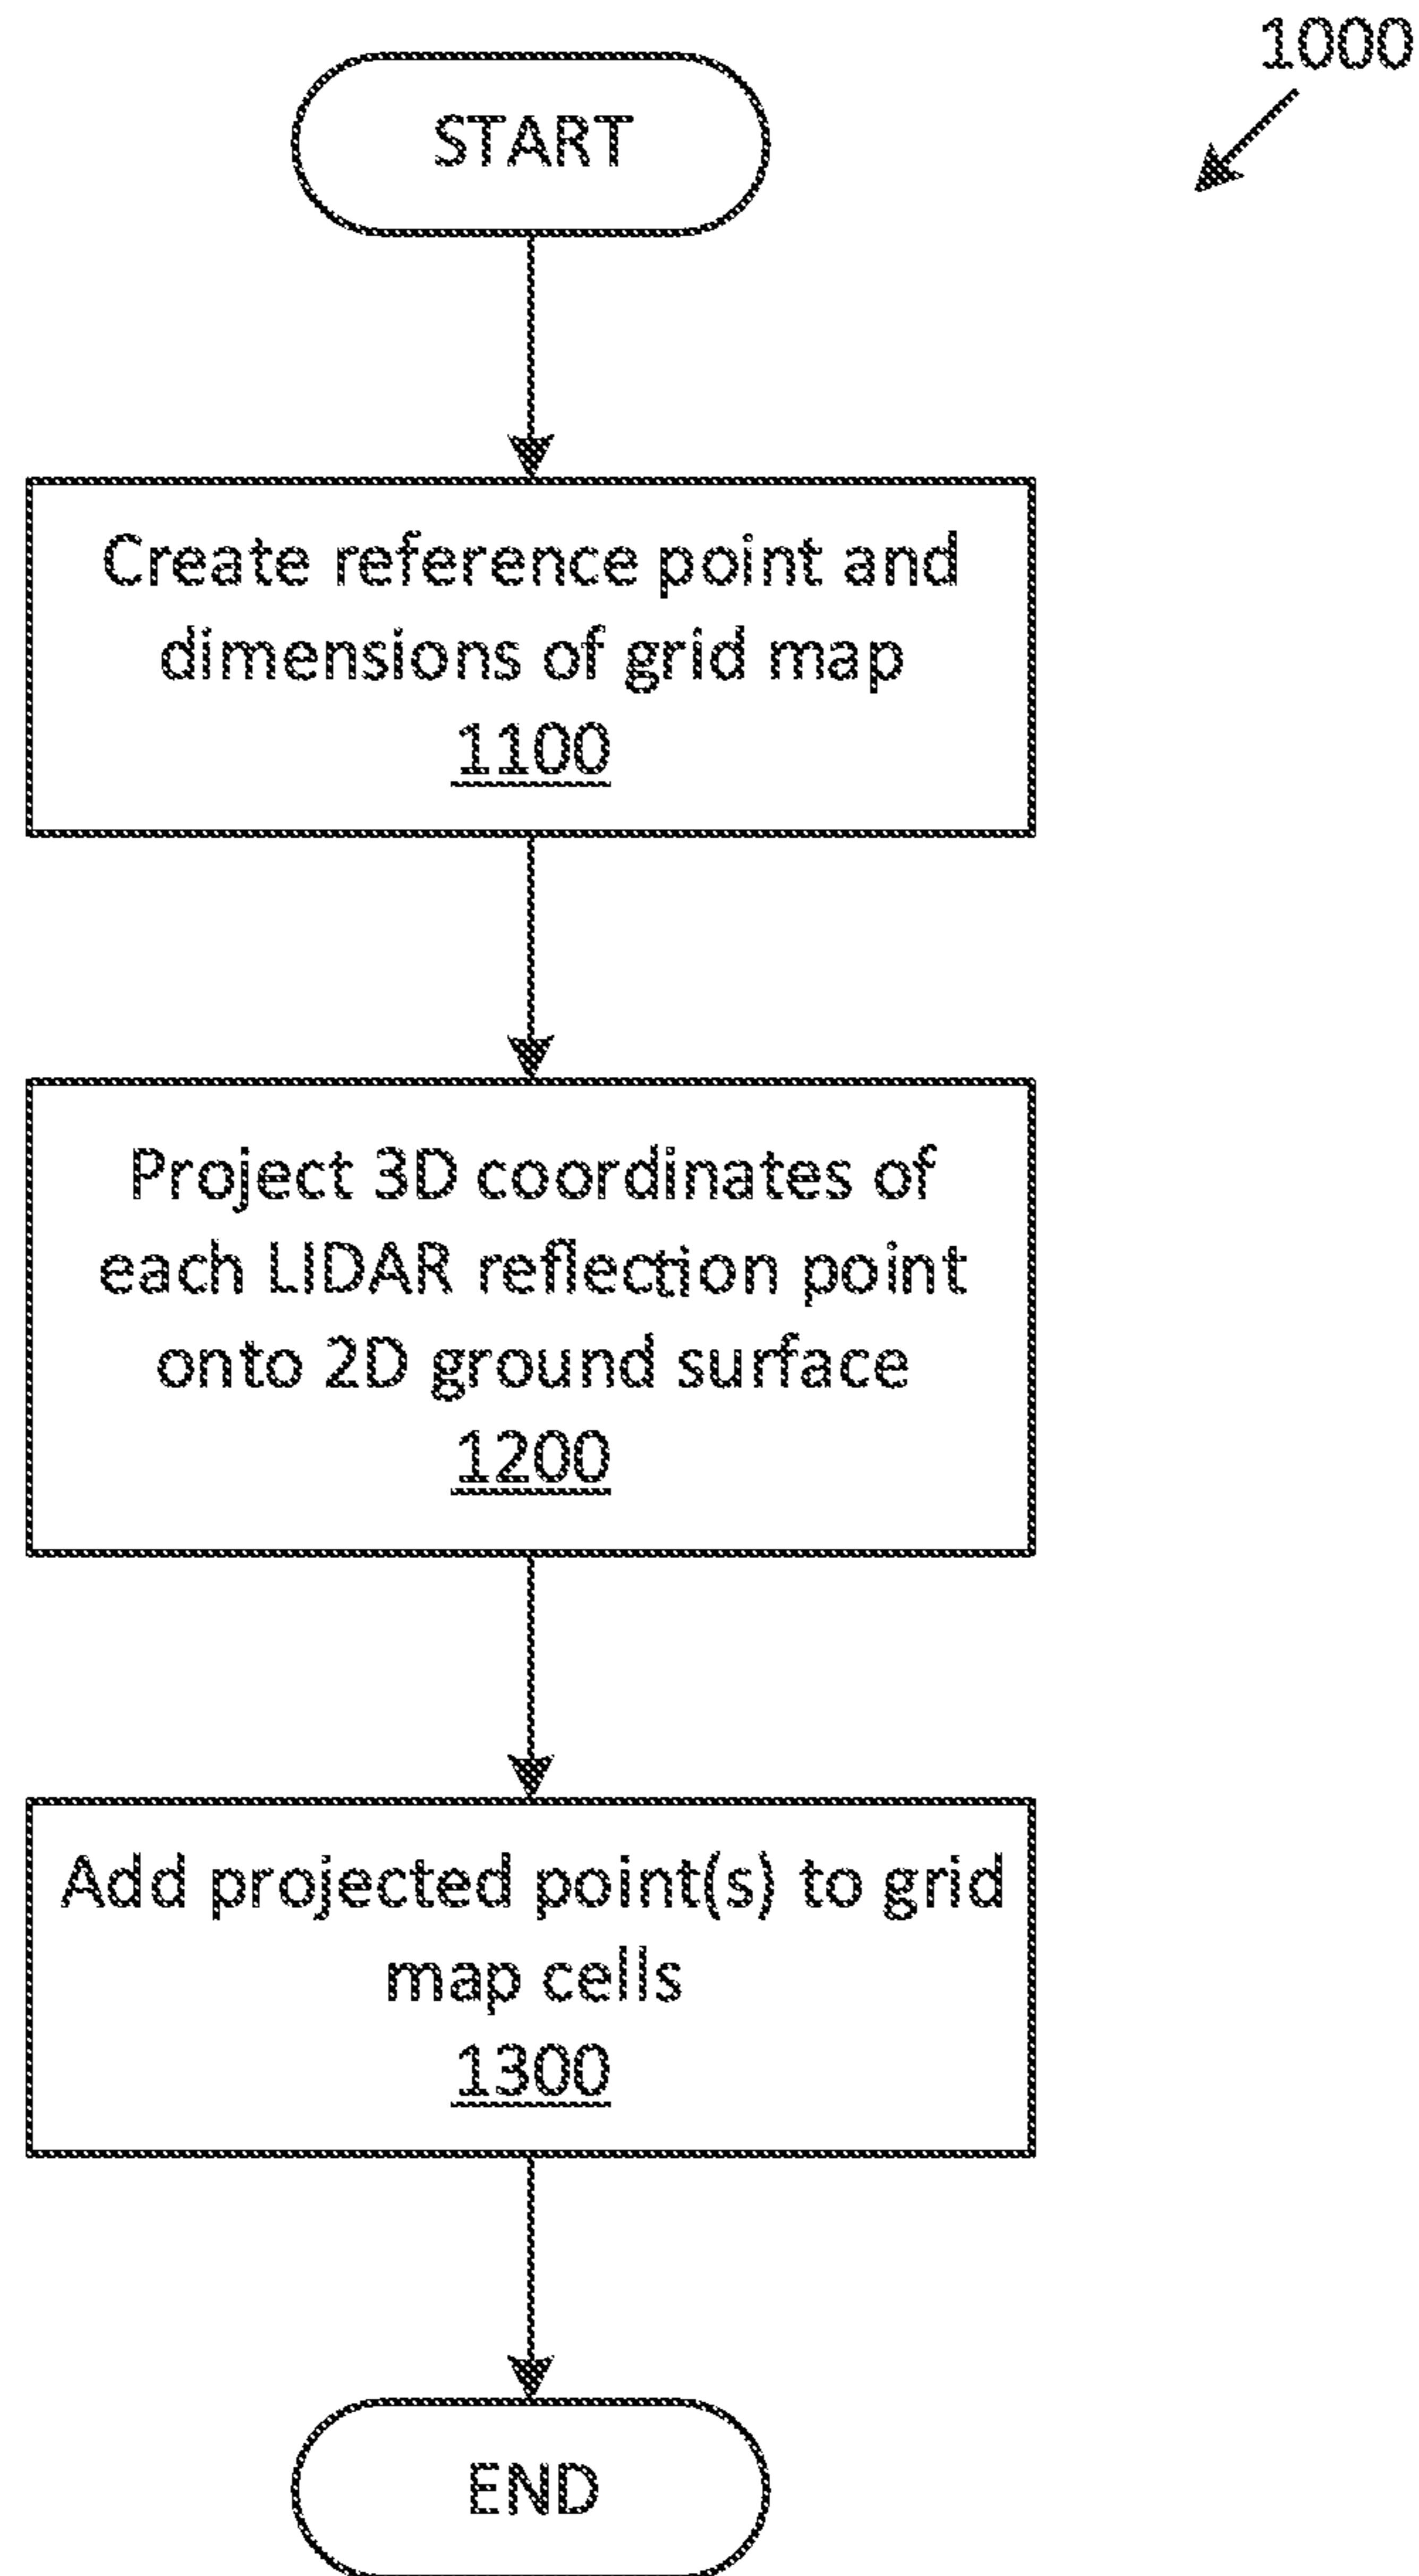 1000
START
Create reference point and
dimensions of grid map
1100
Project 3D coordinates of
each LIDAR reflection point
onto 2D ground surface
1200
Add projected point(s) to grid
map cells
1300
END